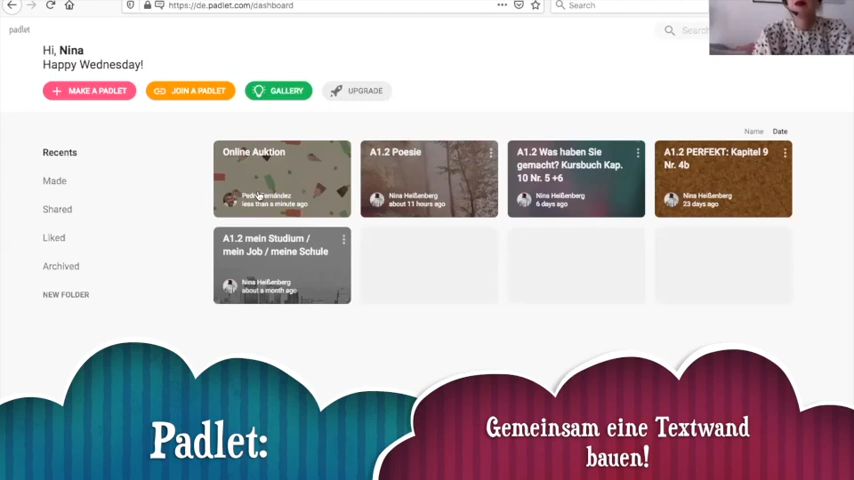 https://de.padlet.com/dashboard
Search
padlet
Search
Hi, Nina
Happy Wednesday!
+ MAKE A PADLET
JOIN A PADLET
GALLERY
UPGRADE
Name Date
Recents
Made
Shared
Liked
Archived
NEW FOLDER
Online Auktion
less than a minute ago
A1.2 Poesie
Nina Heißenberg
about 11 hours ago
A1.2 Was haben Sie
gemacht? Kursbuch Kap.
10 Nr. 5 +6
Nina Heißenberg
6 days ago
A1.2 PERFEKT: Kapitel 9
Nr. 4b
Nina Heißenberg
23 days ago
A1.2 mein Studium /
mein Job / meine Schule
Nina Heißenberg
about a month ago
Padlet:
Gemeinsam eine Textwand
bauen!